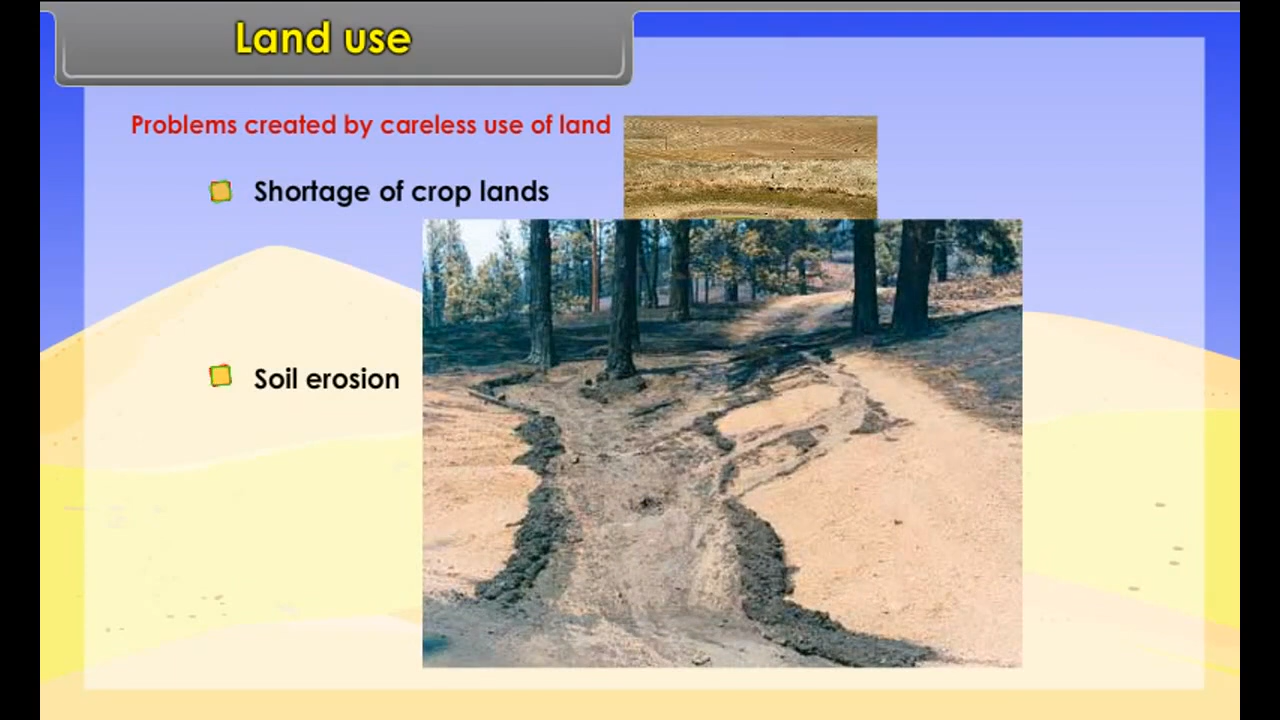 Land use
Problems created by careless use of land
Shortage of crop lands
Soil erosion